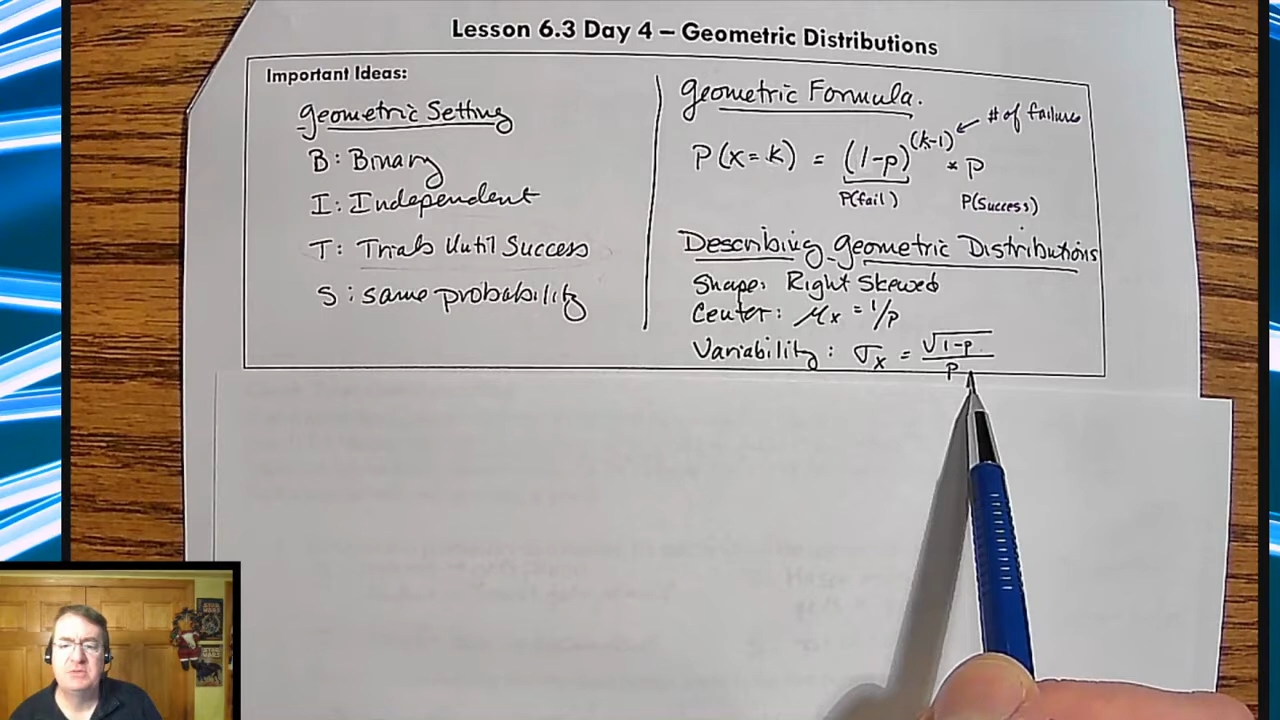 Lesson 6.3 Day 4 – Geometric Distributions
Important Ideas:
Geometric Setting
B: Binary
I: Independent
T: Trials Until Success
S: same probability
Geometric Formula.
P(x=k) = (1-p)^(k-1) * p
← # of failures
P(fail) P(Success)
Describing Geometric Distributions
Shape: Right Skewed
Center: μx = 1/p
Variability: σx = √1-p / p
STAR WARS